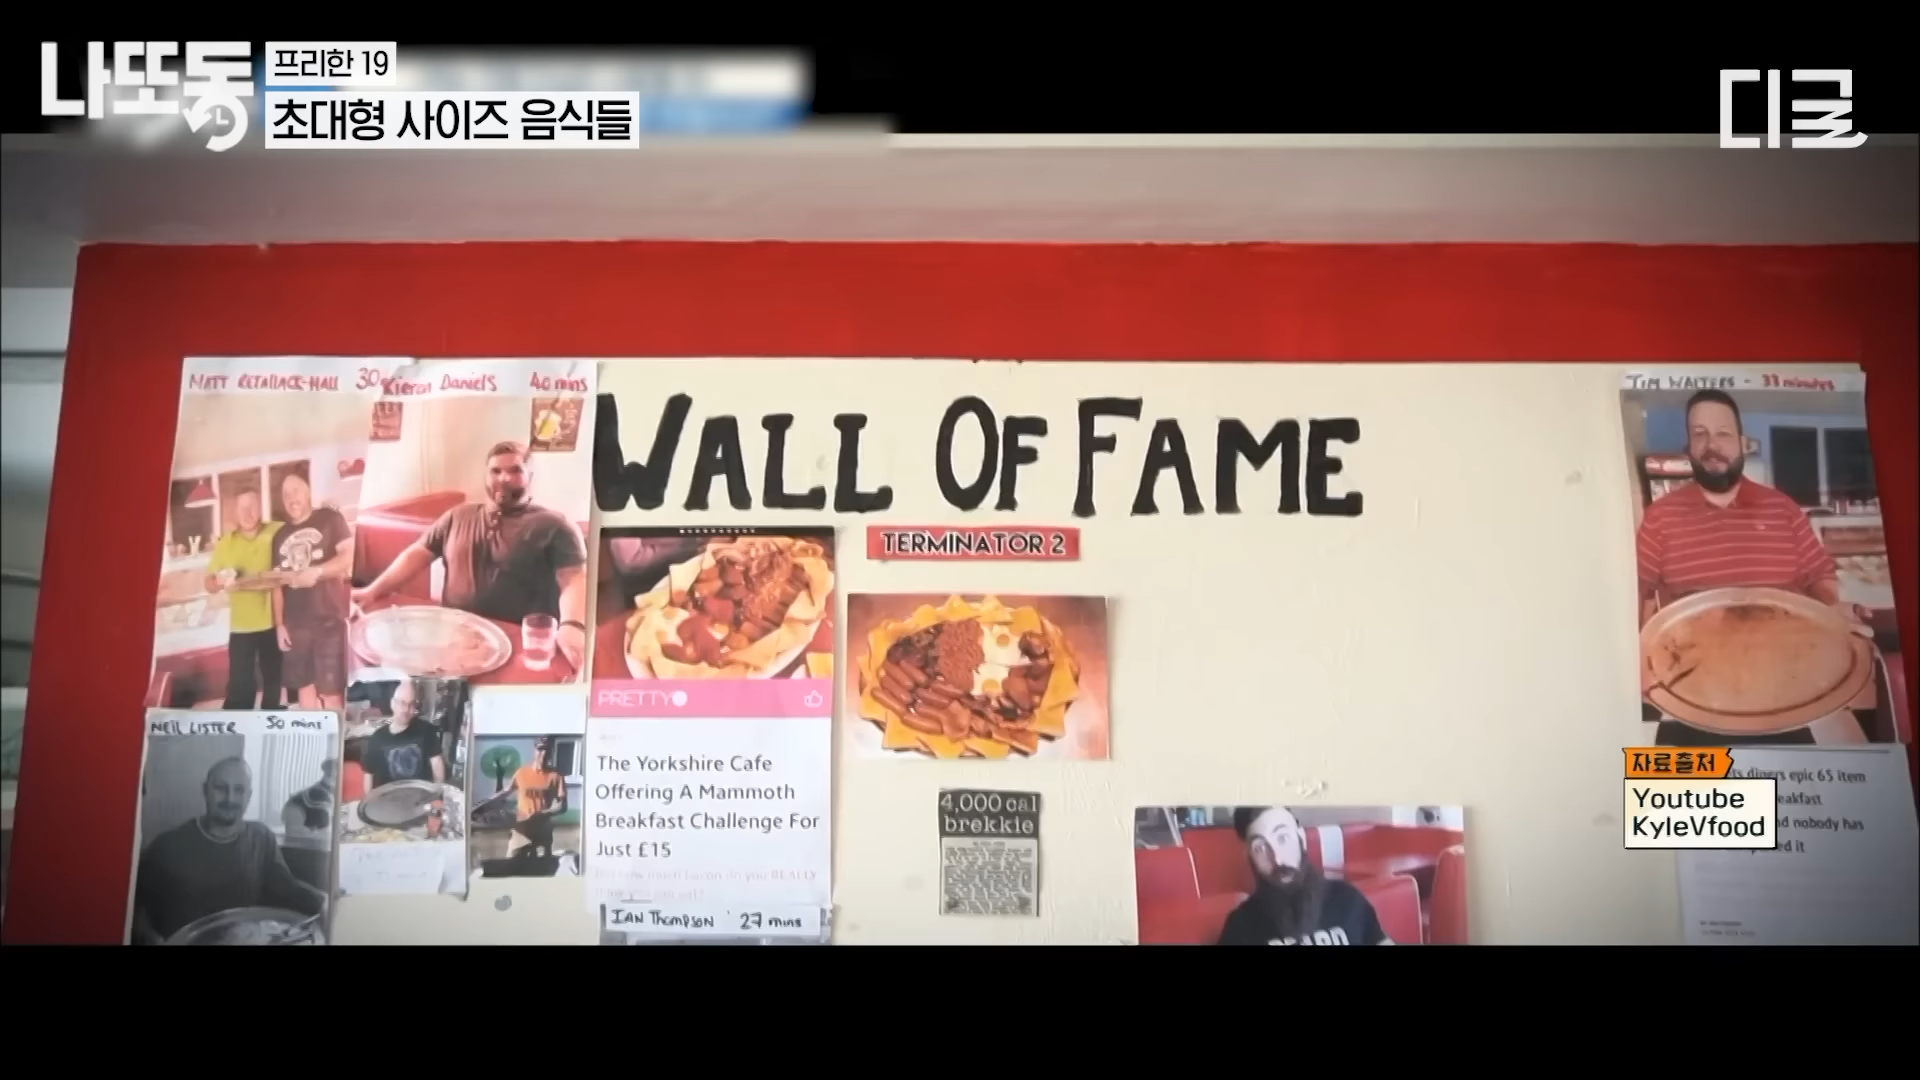 나또동
프리한 19
초대형 사이즈 음식들
디글
MATT RETALLACK-HALL 30
Kieran Daniels 40 mins
WALL OF FAME
TIM WALTERS - 33 minutes
TERMINATOR 2
PRETTY
NEIL LISTER 50 mins
The Yorkshire Cafe
Offering A Mammoth
Breakfast Challenge For
Just £15
IAN THOMPSON 27 mins
4,000 cal
brekkie
자료출처
Youtube
KyleVfood
diners epic 65 item
nd nobody has